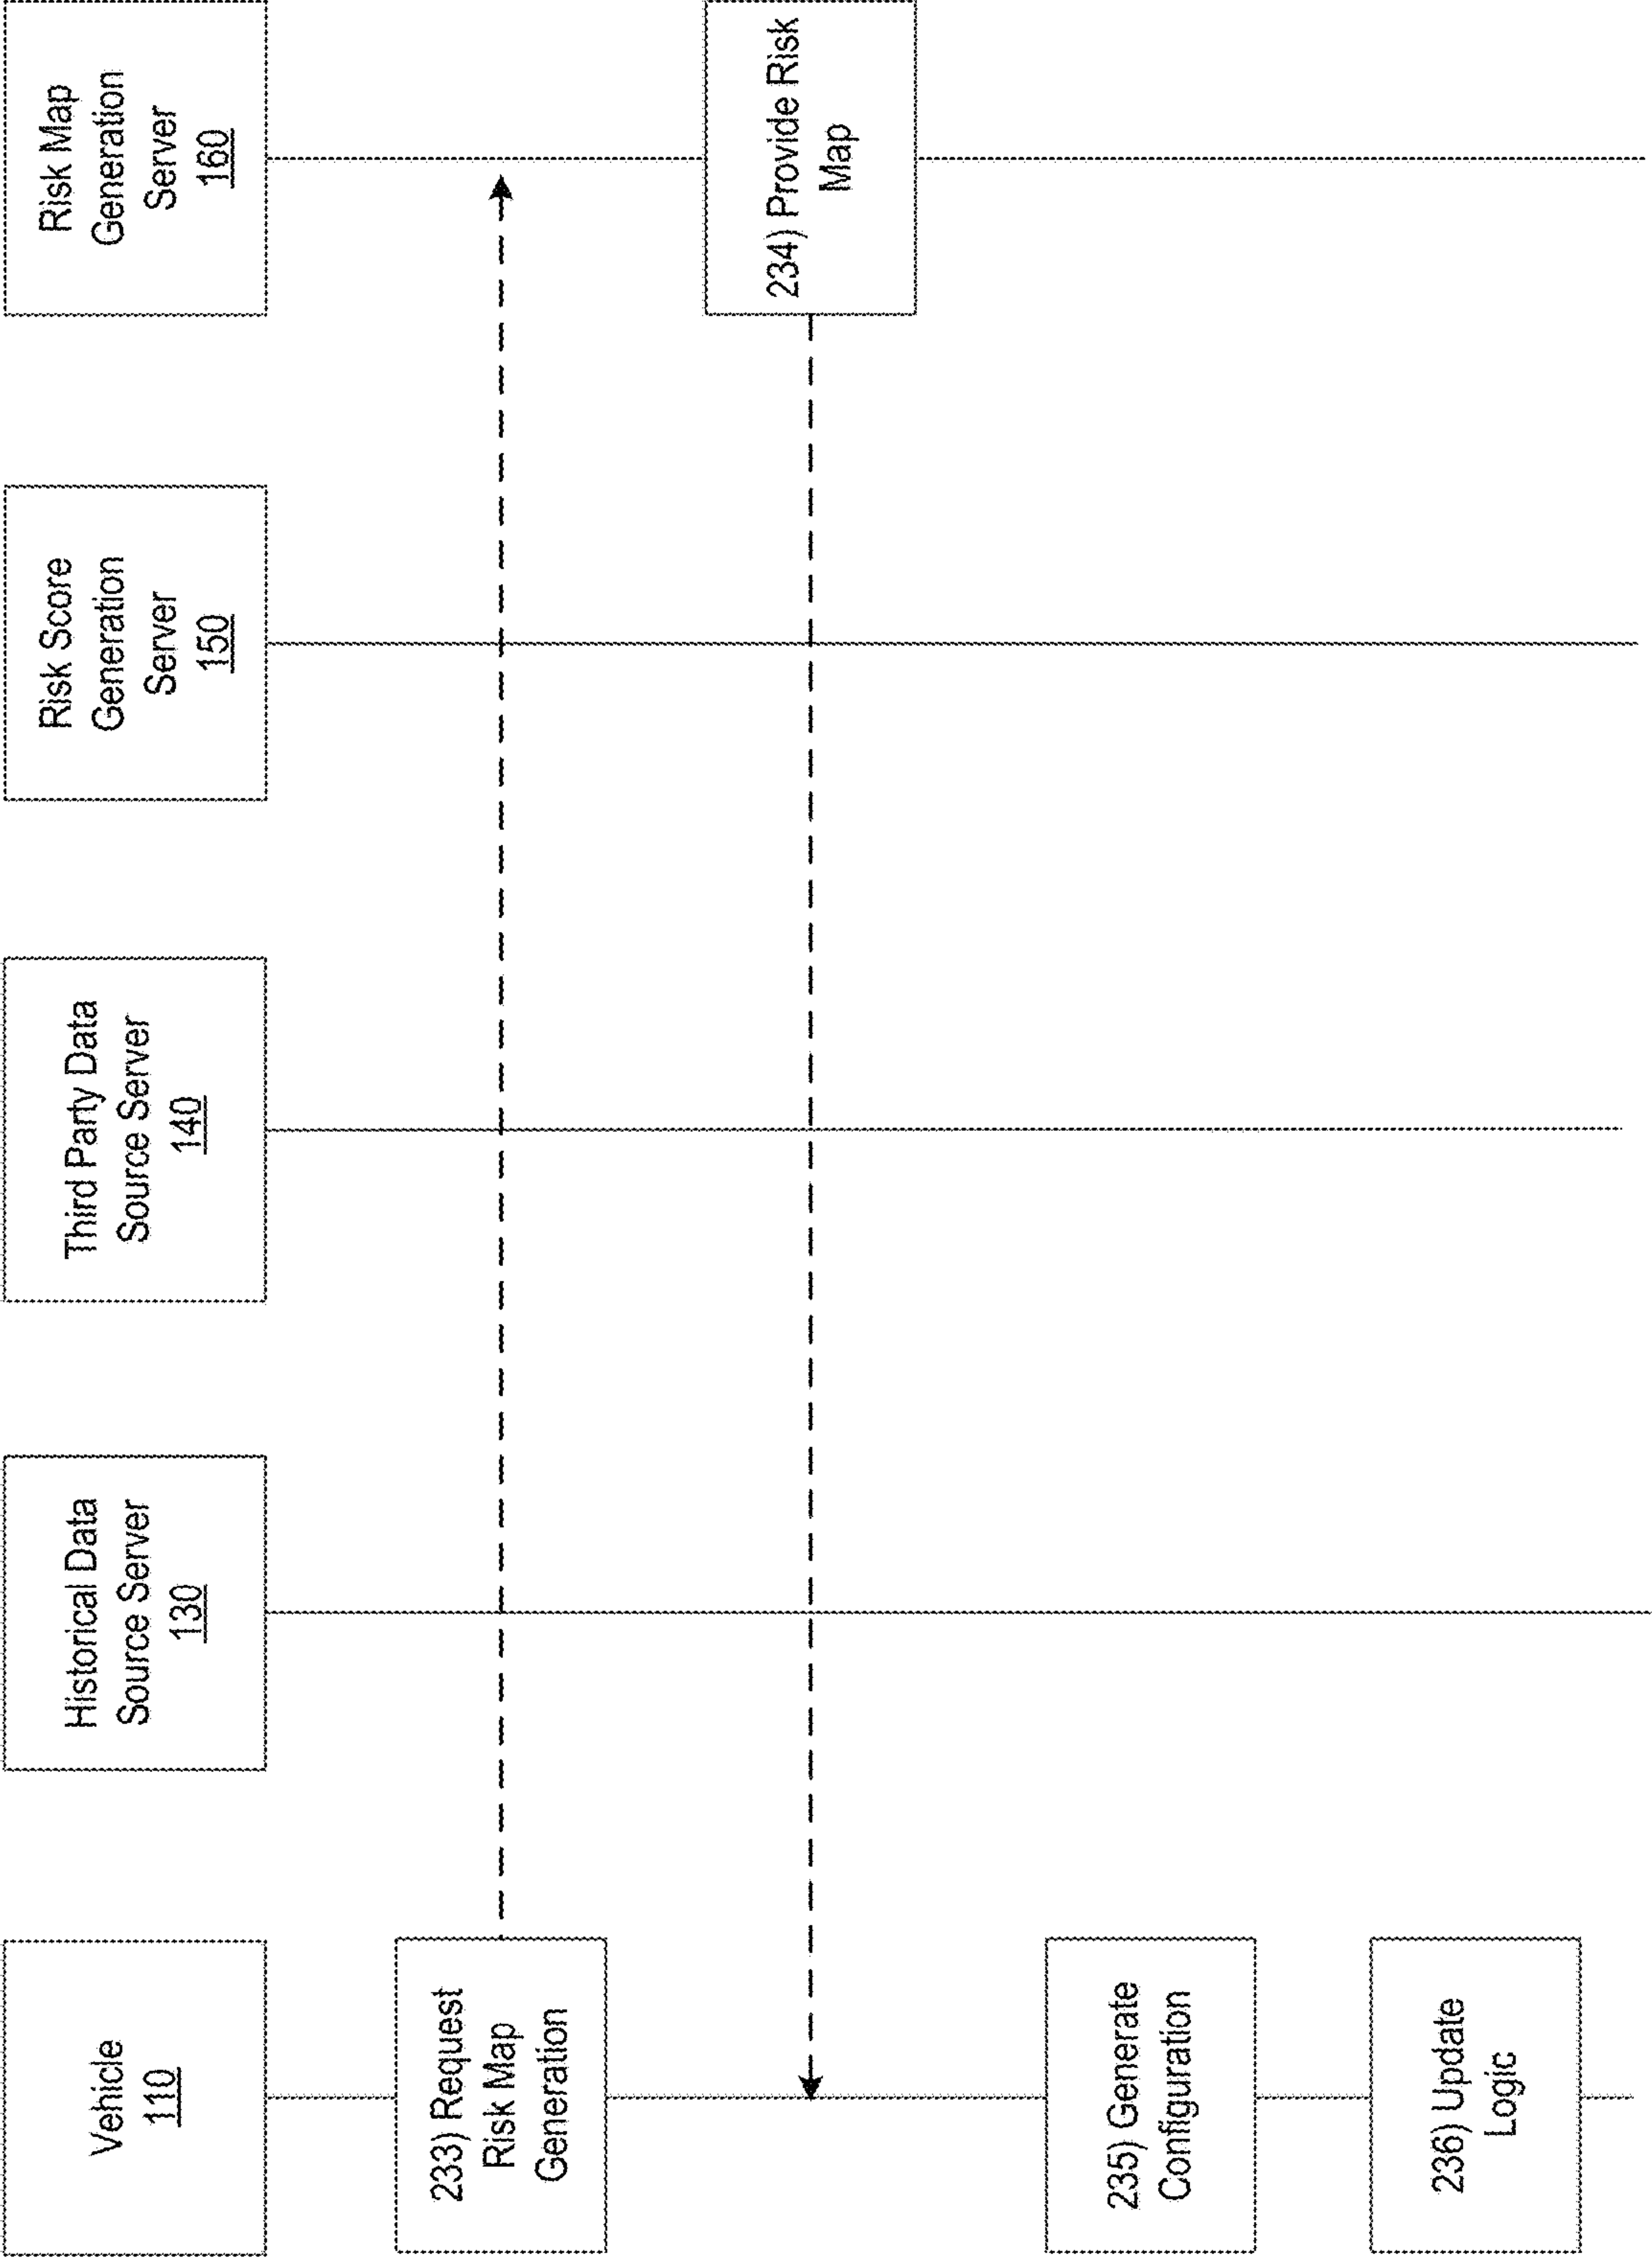 Vehicle
110
Historical Data
Source Server
130
Third Party Data
Source Server
140
Risk Score
Generation
Server
150
Risk Map
Generation
Server
160
233) Request
Risk Map
Generation
234) Provide Risk
Map
235) Generate
Configuration
236) Update
Logic